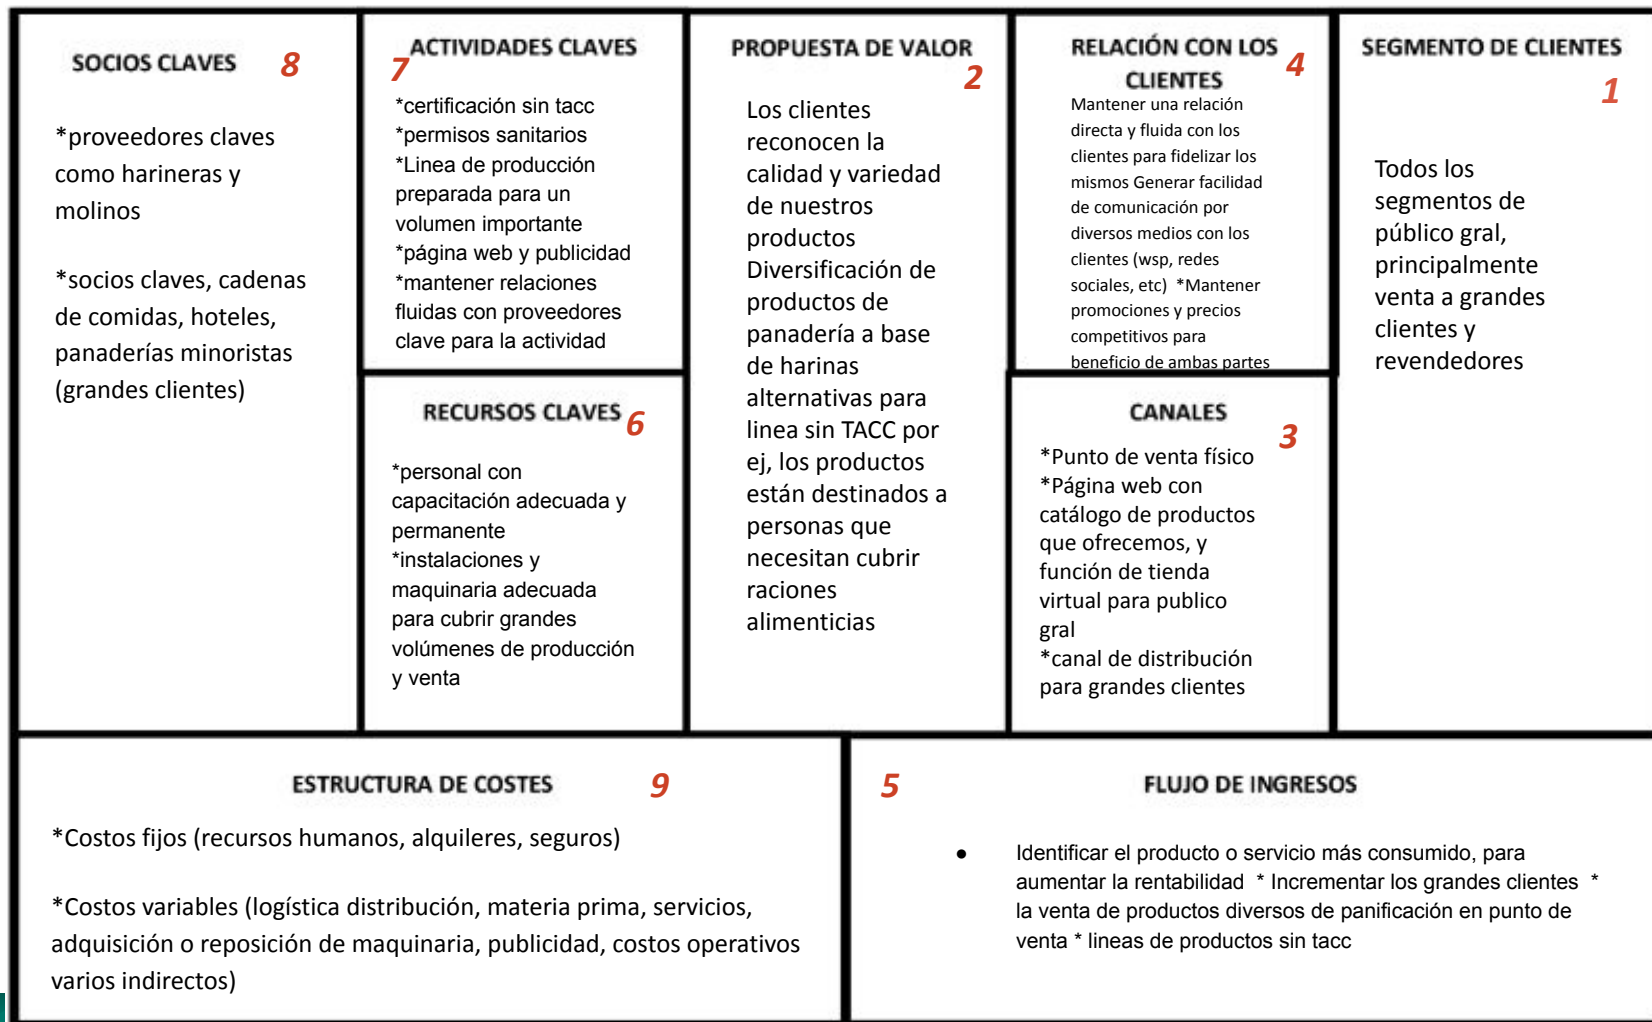 SOCIOS CLAVES 8
*proveedores claves
como harineras y
molinos
*socios claves, cadenas
de comidas, hoteles,
panaderías minoristas
(grandes clientes)
7 ACTIVIDADES CLAVES
*certificación sin tacc
*permisos sanitarios
*Linea de producción
preparada para un
volumen importante
*página web y publicidad
*mantener relaciones
fluidas con proveedores
clave para la actividad
RECURSOS CLAVES 6
*personal con
capacitación adecuada y
permanente
*instalaciones y
maquinaria adecuada
para cubrir grandes
volúmenes de producción
y venta
PROPUESTA DE VALOR
2
Los clientes
reconocen la
calidad y variedad
de nuestros
productos
Diversificación de
productos de
panadería a base
de harinas
alternativas para
linea sin TACC por
ej, los productos
están destinados a
personas que
necesitan cubrir
raciones
alimenticias
RELACIÓN CON LOS
CLIENTES 4
Mantener una relación
directa y fluida con los
clientes para fidelizar los
mismos Generar facilidad
de comunicación por
diversos medios con los
clientes (wsp, redes
sociales, etc) *Mantener
promociones y precios
competitivos para
beneficio de ambas partes
CANALES
3
*Punto de venta físico
*Página web con
catálogo de productos
que ofrecemos, y
función de tienda
virtual para publico
gral
*canal de distribución
para grandes clientes
SEGMENTO DE CLIENTES
1
Todos los
segmentos de
público gral,
principalmente
venta a grandes
clientes y
revendedores
ESTRUCTURA DE COSTES 9
*Costos fijos (recursos humanos, alquileres, seguros)
*Costos variables (logística distribución, materia prima, servicios,
adquisición o reposición de maquinaria, publicidad, costos operativos
varios indirectos)
5 FLUJO DE INGRESOS
● Identificar el producto o servicio más consumido, para
aumentar la rentabilidad * Incrementar los grandes clientes *
la venta de productos diversos de panificación en punto de
venta * lineas de productos sin tacc